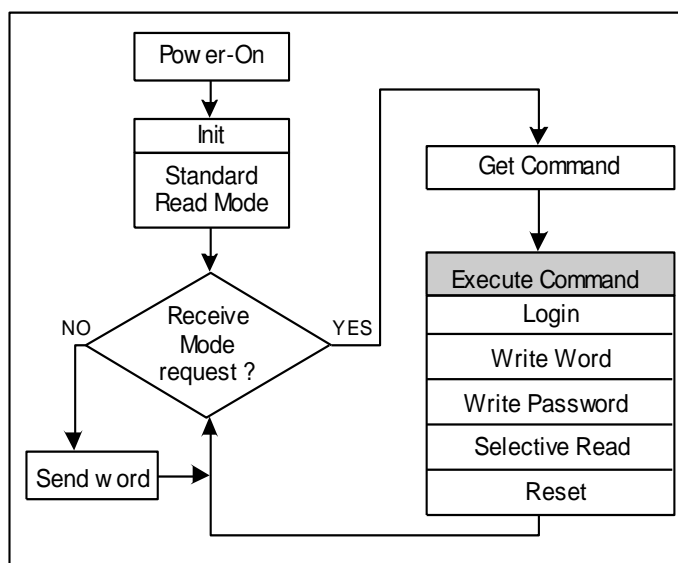 Power-On
Init
Standard
Read Mode
Receive
Mode
request ?
NO
YES
Send word
Get Command
Execute Command
Login
Write Word
Write Password
Selective Read
Reset